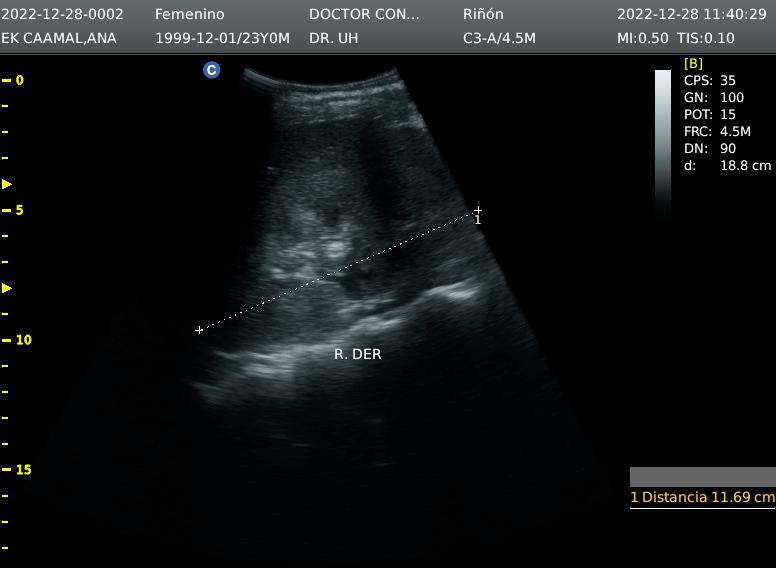 2022-12-28-0002 Femenino DOCTOR CON... Riñón 2022-12-28 11:40:29
EK CAAMAL,ANA 1999-12-01/23Y0M DR. UH C3-A/4.5M MI:0.50 TIS:0.10
C
[B]
CPS: 35
GN: 100
POT: 15
FRC: 4.5M
DN: 90
d: 18.8 cm
0
5
10
15
1
R. DER
1 Distancia 11.69 cm